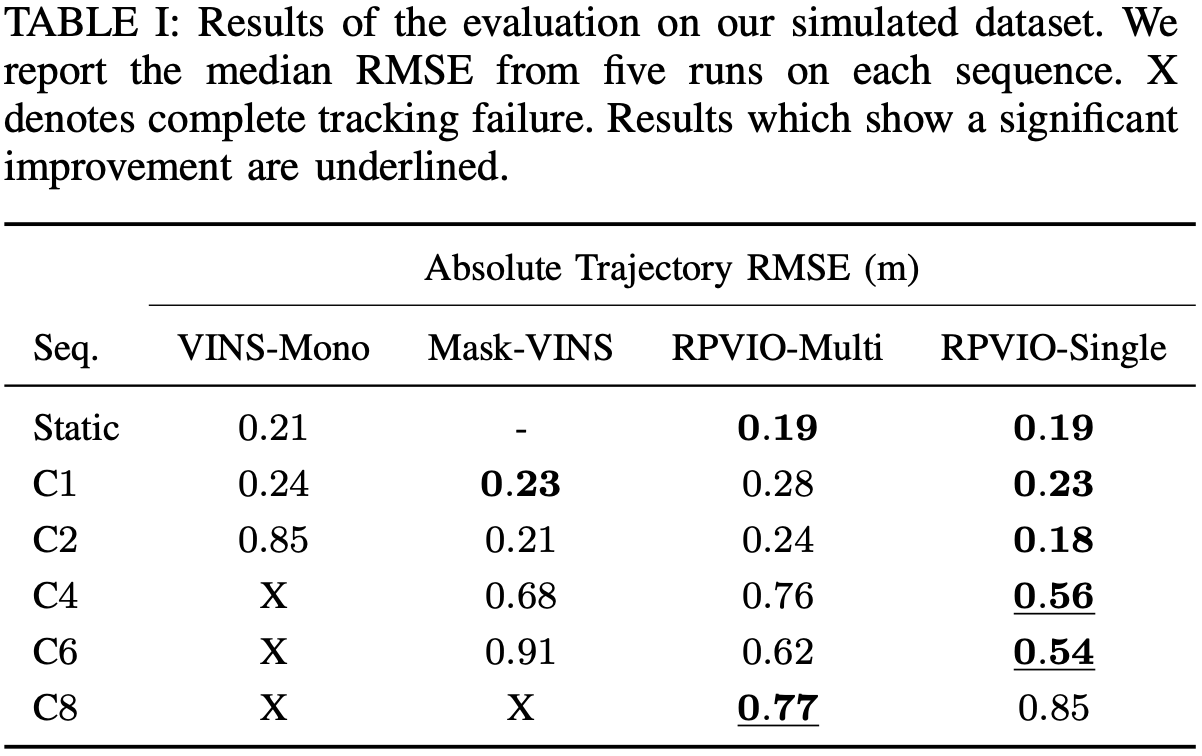 TABLE I: Results of the evaluation on our simulated dataset. We
report the median RMSE from five runs on each sequence. X
denotes complete tracking failure. Results which show a significant
improvement are underlined.
Absolute Trajectory RMSE (m)
Seq. VINS-Mono Mask-VINS RPVIO-Multi RPVIO-Single
Static 0.21 - 0.19 0.19
C1 0.24 0.23 0.28 0.23
C2 0.85 0.21 0.24 0.18
C4 X 0.68 0.76 0.56
C6 X 0.91 0.62 0.54
C8 X X 0.77 0.85